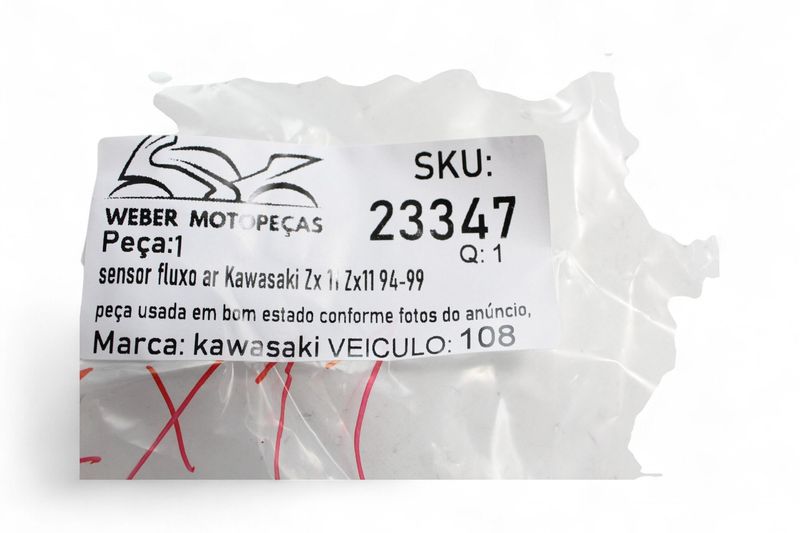 WEBER MOTOPEÇAS
SKU:
23347
Peça:1
Q: 1
sensor fluxo ar Kawasaki Zx 11 Zx11 94-99
peça usada em bom estado conforme fotos do anúncio,
Marca: kawasaki VEICULO: 108
ZX11